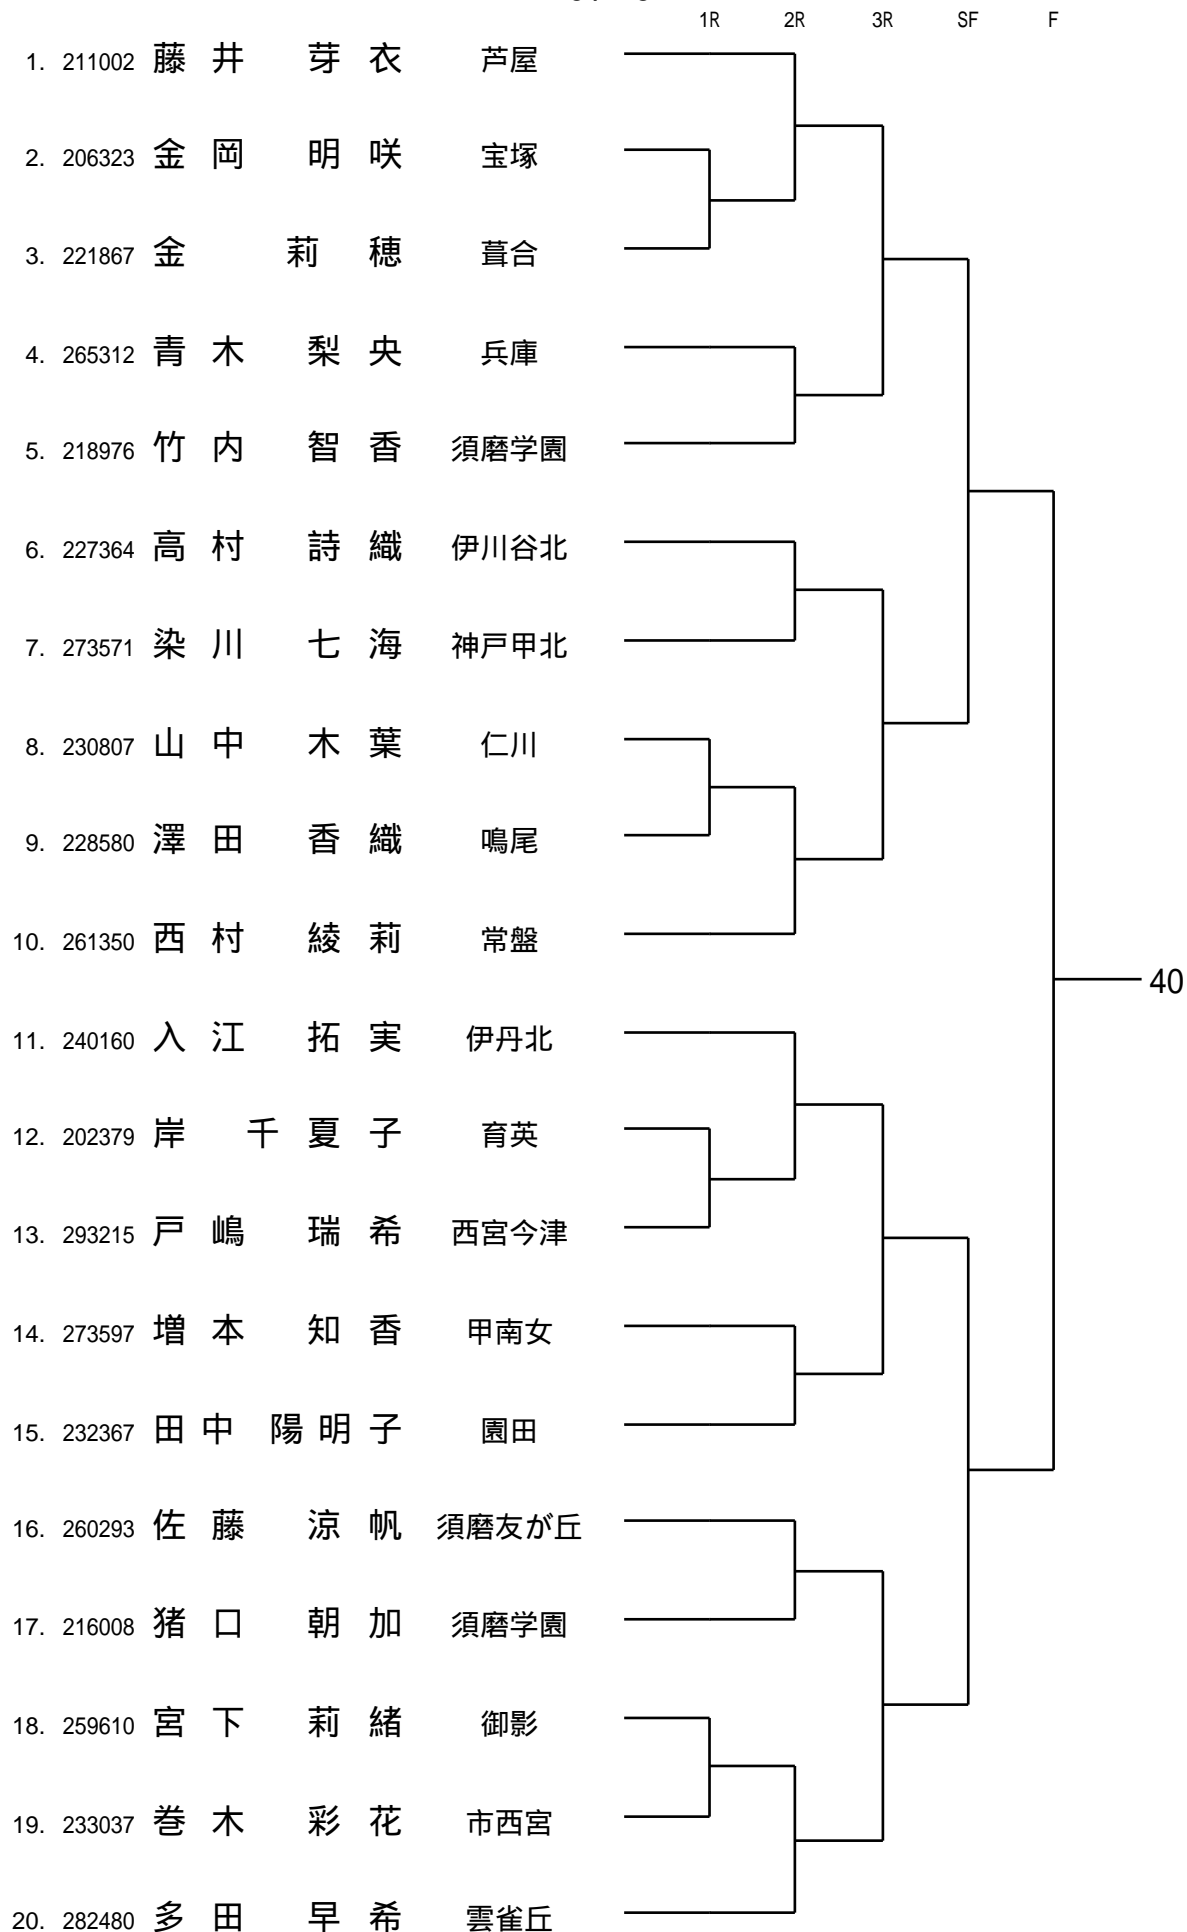 1R 2R 3R SF F
1. 211002 藤井 芽衣 芦屋
2. 206323 金岡 明咲 宝塚
3. 221867 金 莉穂 葺合
4. 265312 青木 梨央 兵庫
5. 218976 竹内 智香 須磨学園
6. 227364 高村 詩織 伊川谷北
7. 273571 染川 七海 神戸甲北
8. 230807 山中 木葉 仁川
9. 228580 澤田 香織 鳴尾
10. 261350 西村 綾莉 常盤
40
11. 240160 入江 拓実 伊丹北
12. 202379 岸 千夏子 育英
13. 293215 戸嶋 瑞希 西宮今津
14. 273597 増本 知香 甲南女
15. 232367 田中 陽明子 園田
16. 260293 佐藤 涼帆 須磨友が丘
17. 216008 猪口 朝加 須磨学園
18. 259610 宮下 莉緒 御影
19. 233037 巻木 彩花 市西宮
20. 282480 多田 早希 雲雀丘